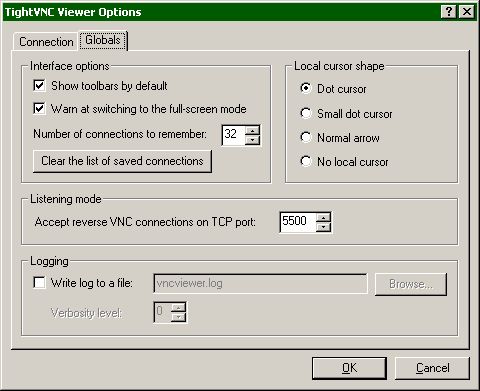 TightVNC Viewer Options
Connection Globals
Interface options
Show toolbars by default
Warn at switching to the full-screen mode
Number of connections to remember: 32
Clear the list of saved connections
Local cursor shape
Dot cursor
Small dot cursor
Normal arrow
No local cursor
Listening mode
Accept reverse VNC connections on TCP port: 5500
Logging
Write log to a file: vncviewer.log Browse...
Verbosity level: 0
OK Cancel